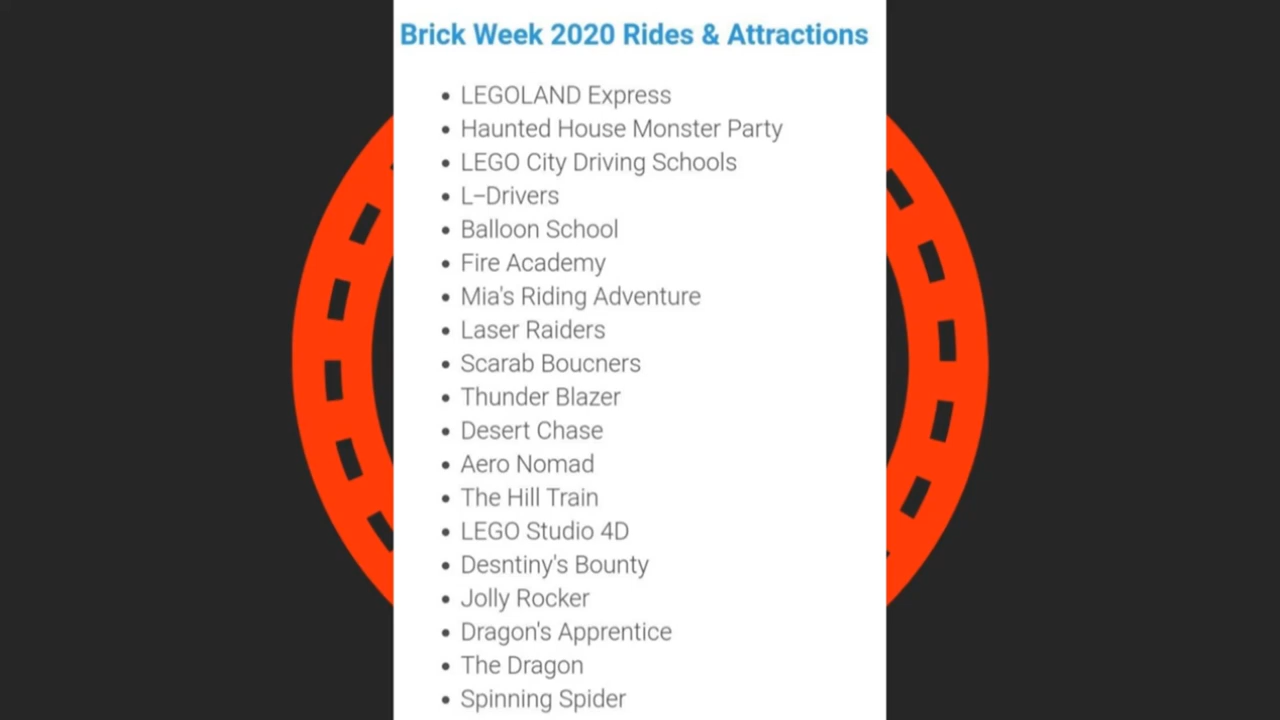 Brick Week 2020 Rides & Attractions
LEGOLAND Express
Haunted House Monster Party
LEGO City Driving Schools
L–Drivers
Balloon School
Fire Academy
Mia's Riding Adventure
Laser Raiders
Scarab Boucners
Thunder Blazer
Desert Chase
Aero Nomad
The Hill Train
LEGO Studio 4D
Desntiny's Bounty
Jolly Rocker
Dragon's Apprentice
The Dragon
Spinning Spider